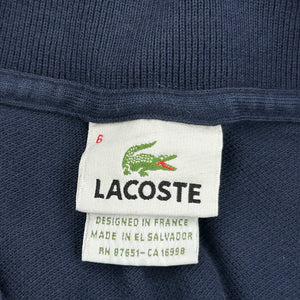 6
LACOSTE
DESIGNED IN FRANCE
MADE IN EL SALVADOR
RN 87651-CA 16998